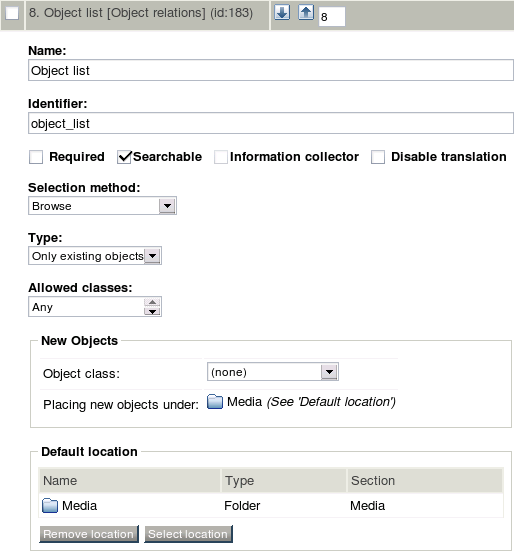 8. Object list [Object relations] (id:183) 8
Name:
Object list
Identifier:
object_list
Required Searchable Information collector Disable translation
Selection method:
Browse
Type:
Only existing objects
Allowed classes:
Any
New Objects
Object class: (none)
Placing new objects under: Media (See 'Default location')
Default location
Name Type Section
Media Folder Media
Remove location Select location